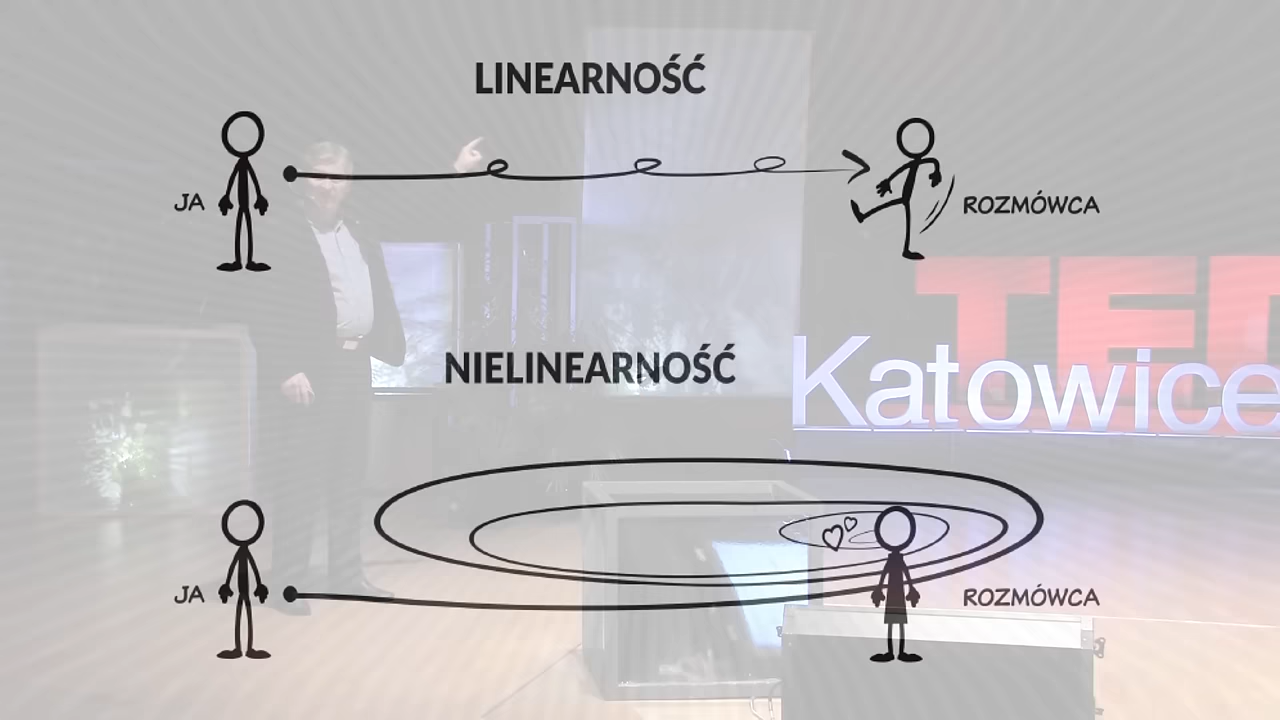 LINEARNOŚĆ
JA
ROZMÓWCA
NIELINEARNOŚĆ
TED
Katowice
JA
ROZMÓWCA